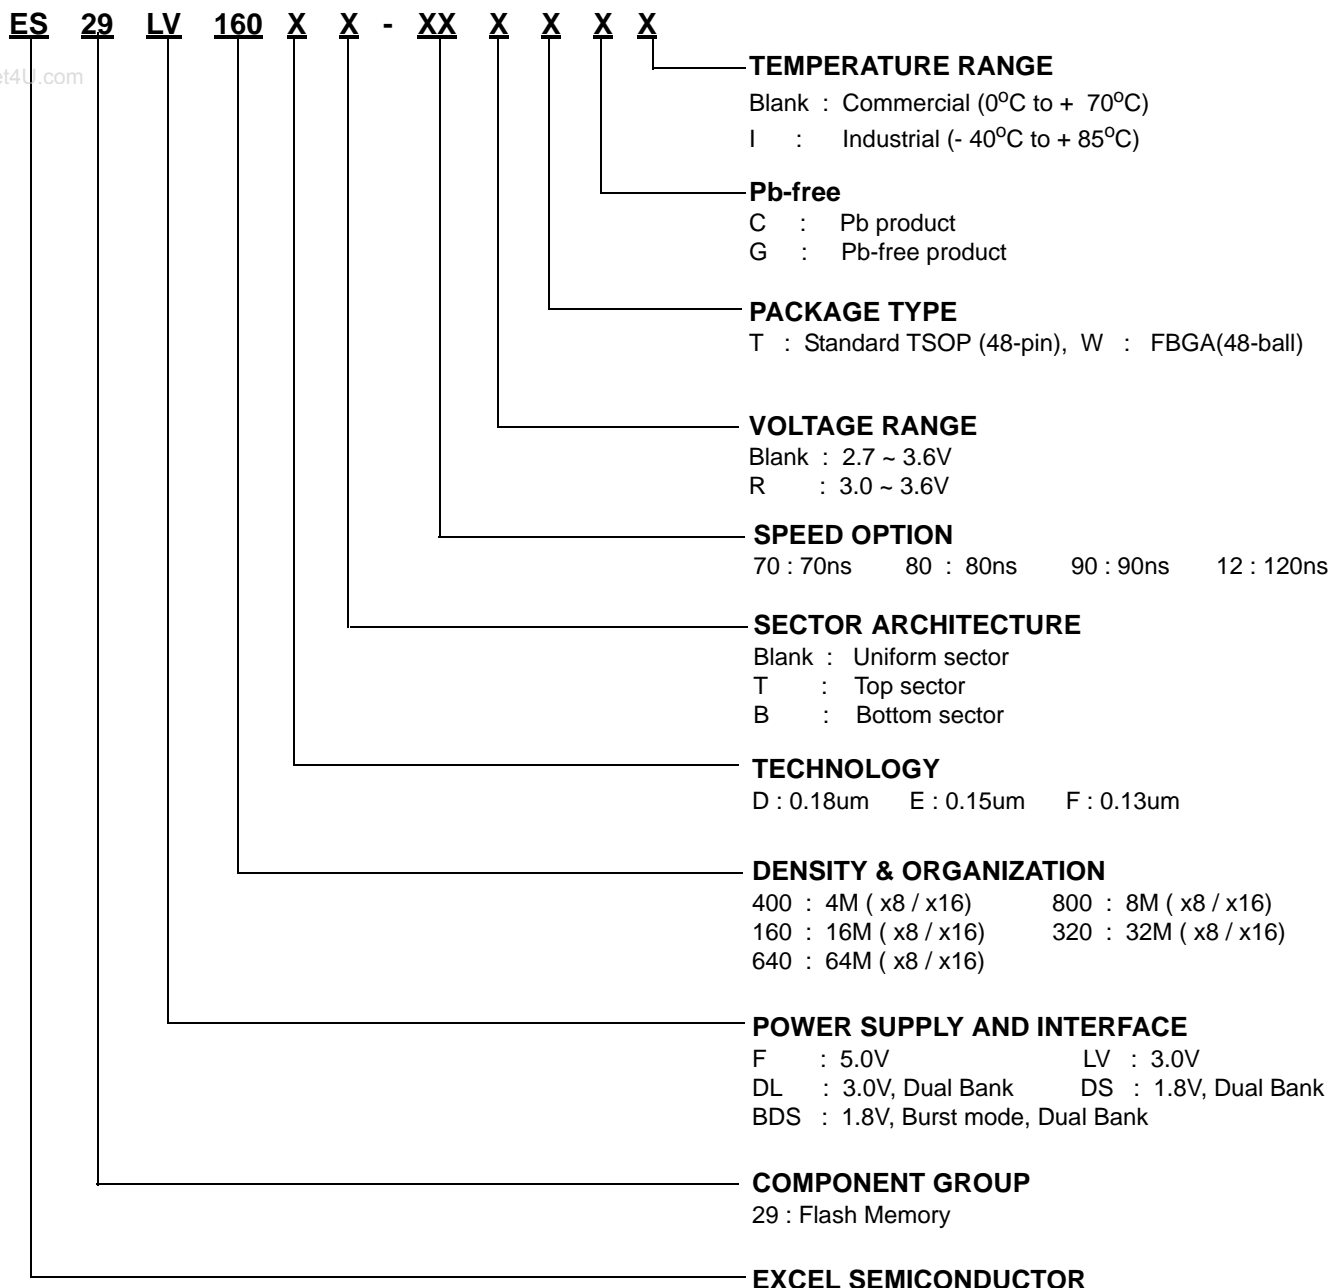 ES 29 LV 160 X X - XX X X X X
et4U.com
TEMPERATURE RANGE
Blank : Commercial (0°C to + 70°C)
I : Industrial (- 40°C to + 85°C)
Pb-free
C : Pb product
G : Pb-free product
PACKAGE TYPE
T : Standard TSOP (48-pin), W : FBGA(48-ball)
VOLTAGE RANGE
Blank : 2.7 ~ 3.6V
R : 3.0 ~ 3.6V
SPEED OPTION
70 : 70ns 80 : 80ns 90 : 90ns 12 : 120ns
SECTOR ARCHITECTURE
Blank : Uniform sector
T : Top sector
B : Bottom sector
TECHNOLOGY
D : 0.18um E : 0.15um F : 0.13um
DENSITY & ORGANIZATION
400 : 4M ( x8 / x16) 800 : 8M ( x8 / x16)
160 : 16M ( x8 / x16) 320 : 32M ( x8 / x16)
640 : 64M ( x8 / x16)
POWER SUPPLY AND INTERFACE
F : 5.0V LV : 3.0V
DL : 3.0V, Dual Bank DS : 1.8V, Dual Bank
BDS : 1.8V, Burst mode, Dual Bank
COMPONENT GROUP
29 : Flash Memory
EXCEL SEMICONDUCTOR